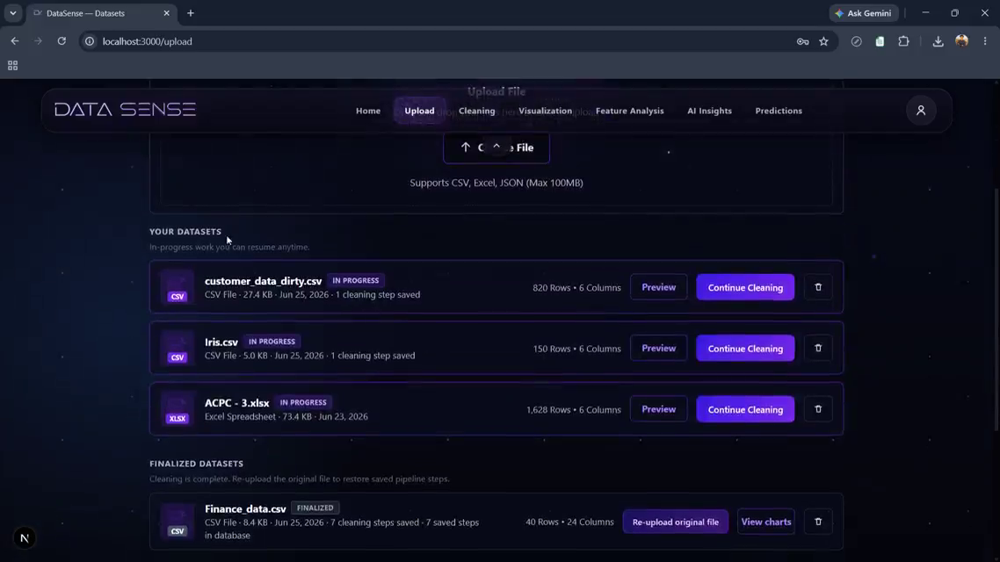 DataSense — Datasets
Ask Gemini
localhost:3000/upload
Upload File
DATA SENSE
Home
Upload
Cleaning
Visualization
Feature Analysis
AI Insights
Predictions
File
Supports CSV, Excel, JSON (Max 100MB)
YOUR DATASETS
In-progress work you can resume anytime.
customer_data_dirty.csv IN PROGRESS
CSV
CSV File · 27.4 KB · Jun 25, 2026 · 1 cleaning step saved
820 Rows • 6 Columns
Preview
Continue Cleaning
Iris.csv IN PROGRESS
CSV
CSV File · 5.0 KB · Jun 25, 2026 · 1 cleaning step saved
150 Rows • 6 Columns
Preview
Continue Cleaning
ACPC - 3.xlsx IN PROGRESS
XLSX
Excel Spreadsheet · 73.4 KB · Jun 23, 2026
1,628 Rows • 6 Columns
Preview
Continue Cleaning
FINALIZED DATASETS
Cleaning is complete. Re-upload the original file to restore saved pipeline steps.
Finance_data.csv FINALIZED
CSV
CSV File · 8.4 KB · Jun 25, 2026 · 7 cleaning steps saved · 7 saved steps
in database
40 Rows • 24 Columns
Re-upload original file
View charts
N